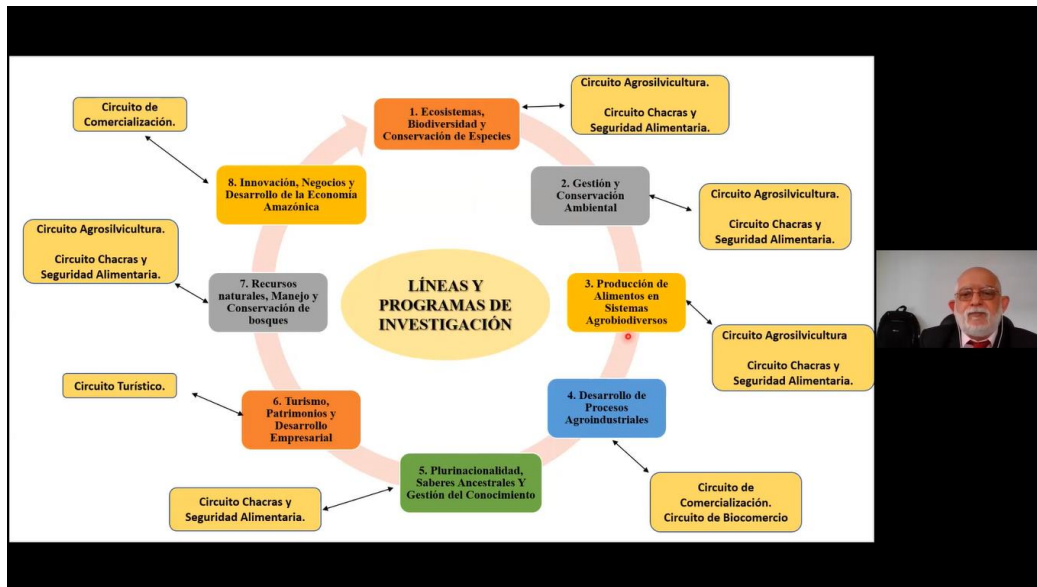 LÍNEAS Y
PROGRAMAS DE
INVESTIGACIÓN
1. Ecosistemas,
Biodiversidad y
Conservación de Especies
Circuito Agrosilvicultura.
Circuito Chacras y
Seguridad Alimentaria.
2. Gestión y
Conservación
Ambiental
Circuito Agrosilvicultura.
Circuito Chacras y
Seguridad Alimentaria.
3. Producción de
Alimentos en
Sistemas
Agrobiodiversos
Circuito Agrosilvicultura
Circuito Chacras y
Seguridad Alimentaria.
4. Desarrollo de
Procesos
Agroindustriales
Circuito de
Comercialización.
Circuito de Biocomercio
5. Plurinacionalidad,
Saberes Ancestrales Y
Gestión del Conocimiento
Circuito Chacras y
Seguridad Alimentaria.
6. Turismo,
Patrimonios y
Desarrollo
Empresarial
Circuito Turístico.
7. Recursos
naturales, Manejo y
Conservación de
bosques
Circuito Agrosilvicultura.
Circuito Chacras y
Seguridad Alimentaria.
8. Innovación, Negocios y
Desarrollo de la Economía
Amazónica
Circuito de
Comercialización.